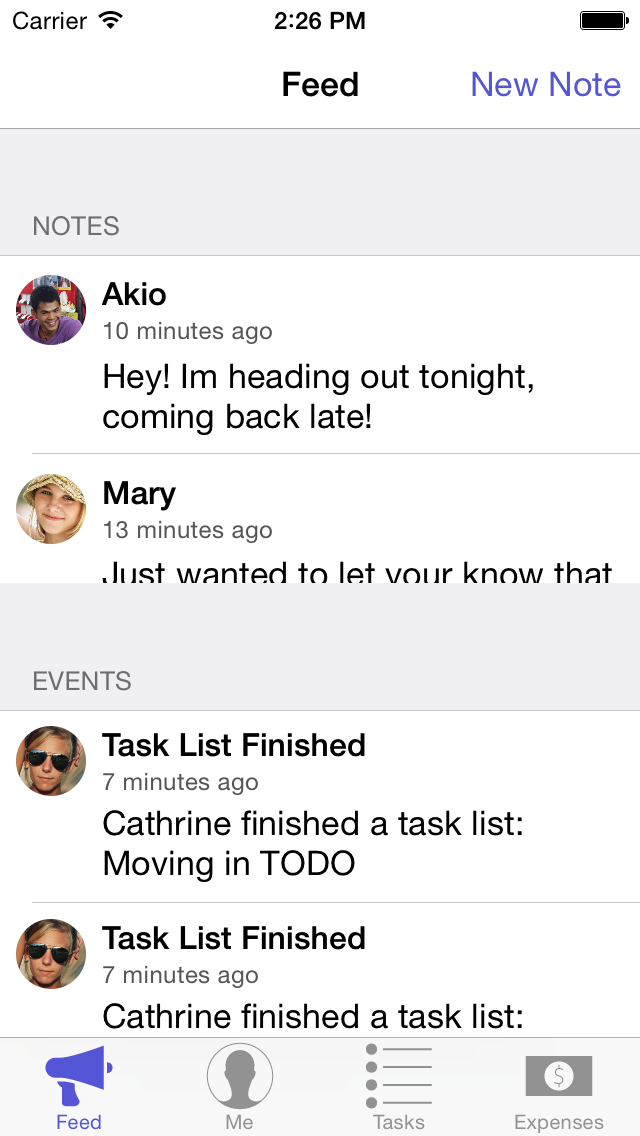 Carrier 2:26 PM
Feed New Note
NOTES
Akio
10 minutes ago
Hey! Im heading out tonight,
coming back late!
Mary
13 minutes ago
Just wanted to let your know that
EVENTS
Task List Finished
7 minutes ago
Cathrine finished a task list:
Moving in TODO
Task List Finished
7 minutes ago
Cathrine finished a task list:
$
Feed Me Tasks Expenses